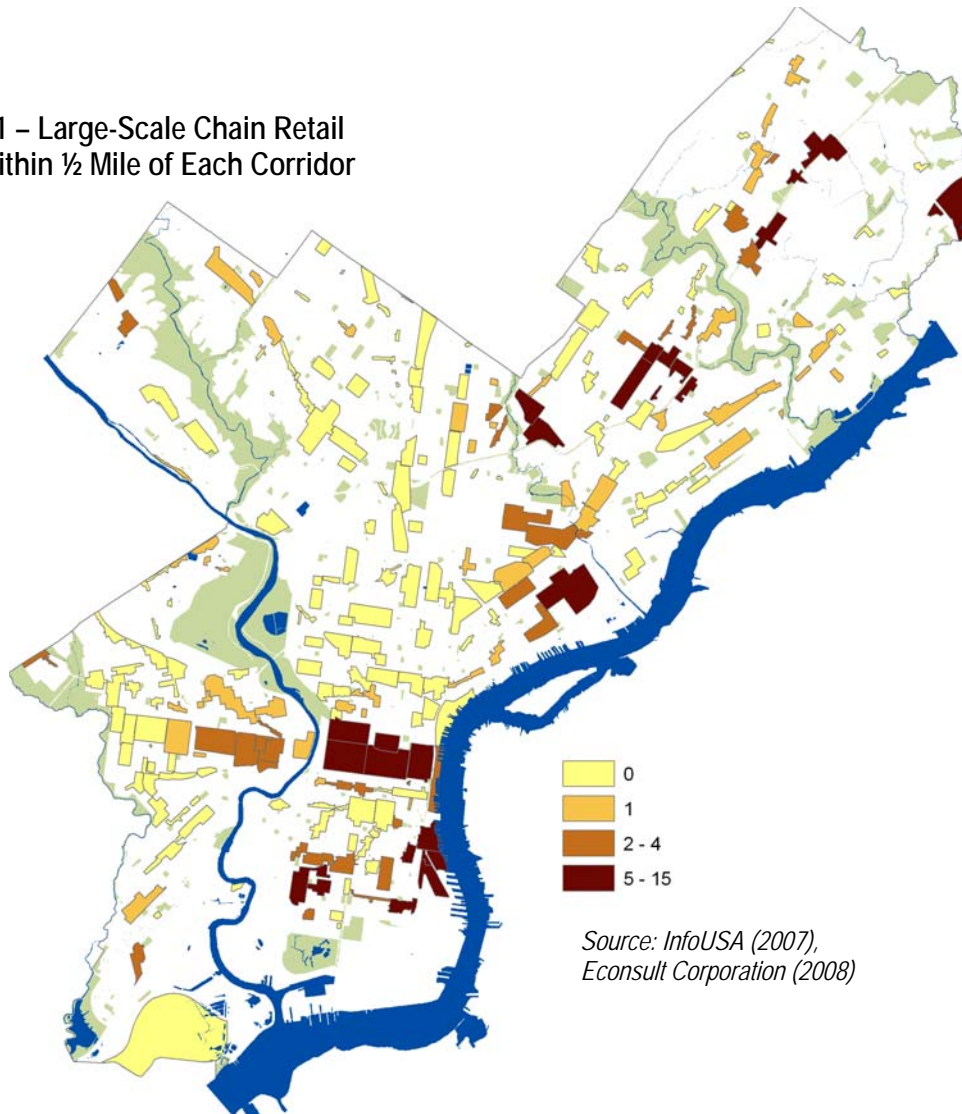 1 – Large-Scale Chain Retail
ithin ½ Mile of Each Corridor
0
1
2 - 4
5 - 15
Source: InfoUSA (2007),
Econsult Corporation (2008)